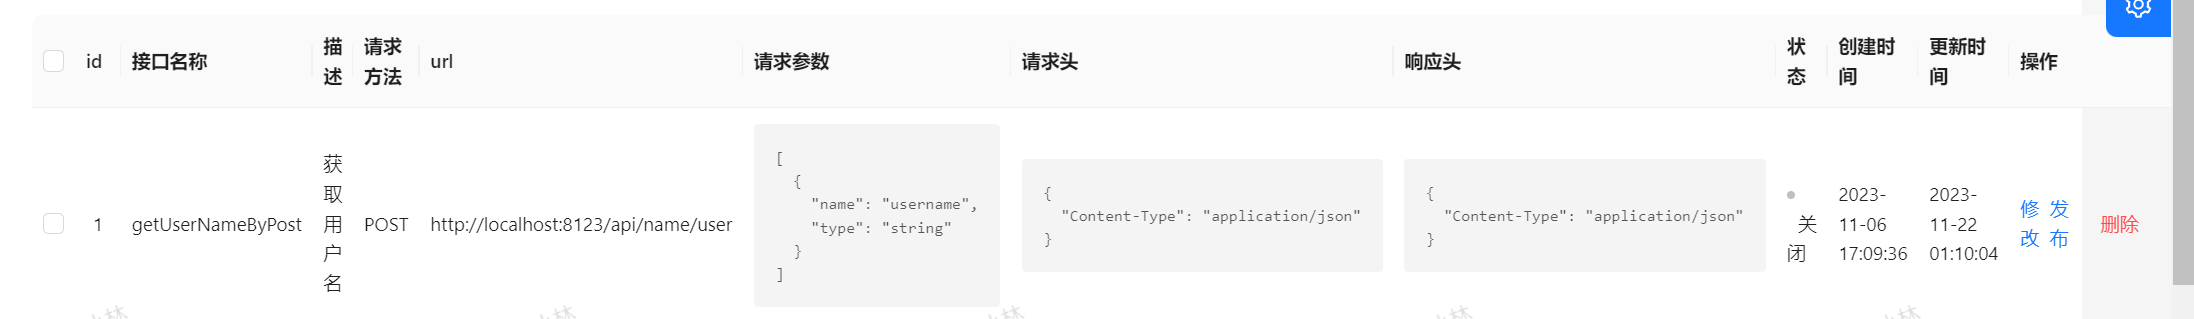 id
接口名称
描
述
请求
方法
url
请求参数
请求头
响应头
状
态
创建时
间
更新时
间
操作
1
getUserNameByPost
获
取
用
户
名
POST
http://localhost:8123/api/name/user
[
{
"name": "username",
"type": "string"
}
]
{
"Content-Type": "application/json"
}
{
"Content-Type": "application/json"
}
关
闭
2023-
11-06
17:09:36
2023-
11-22
01:10:04
修 发
改 布
删除